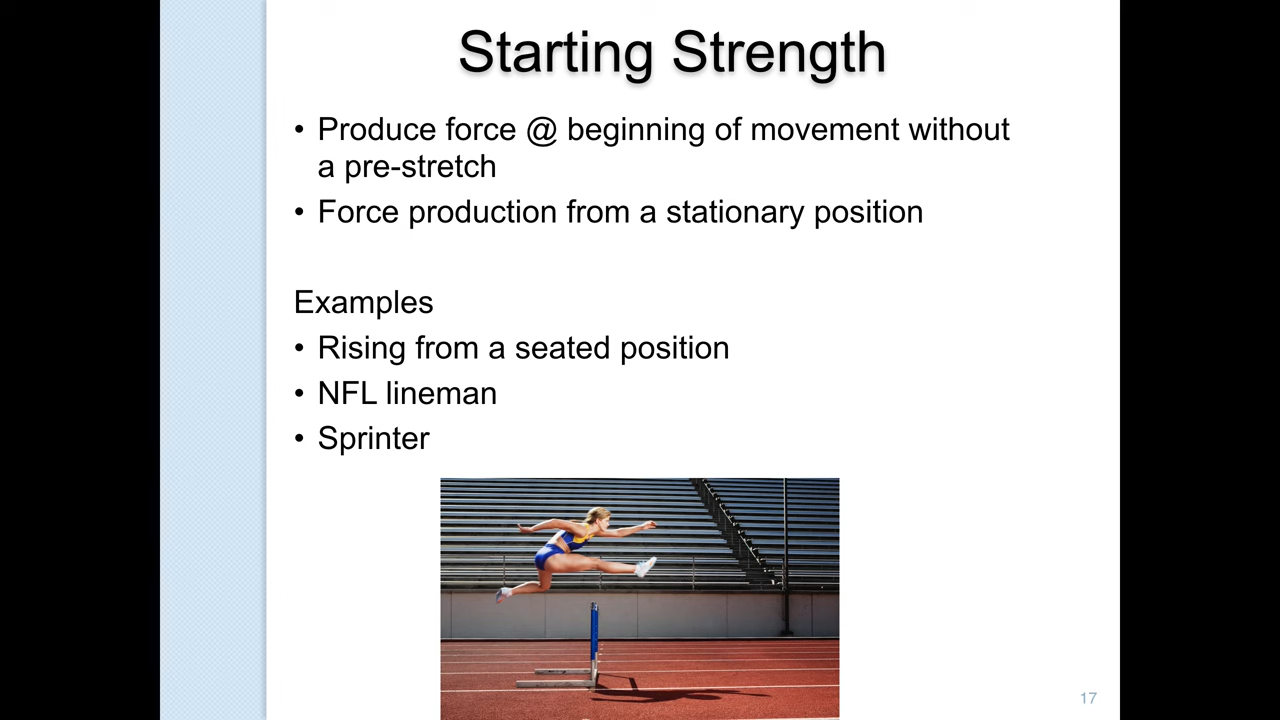 Starting Strength
• Produce force @ beginning of movement without
a pre-stretch
• Force production from a stationary position
Examples
• Rising from a seated position
• NFL lineman
• Sprinter
17